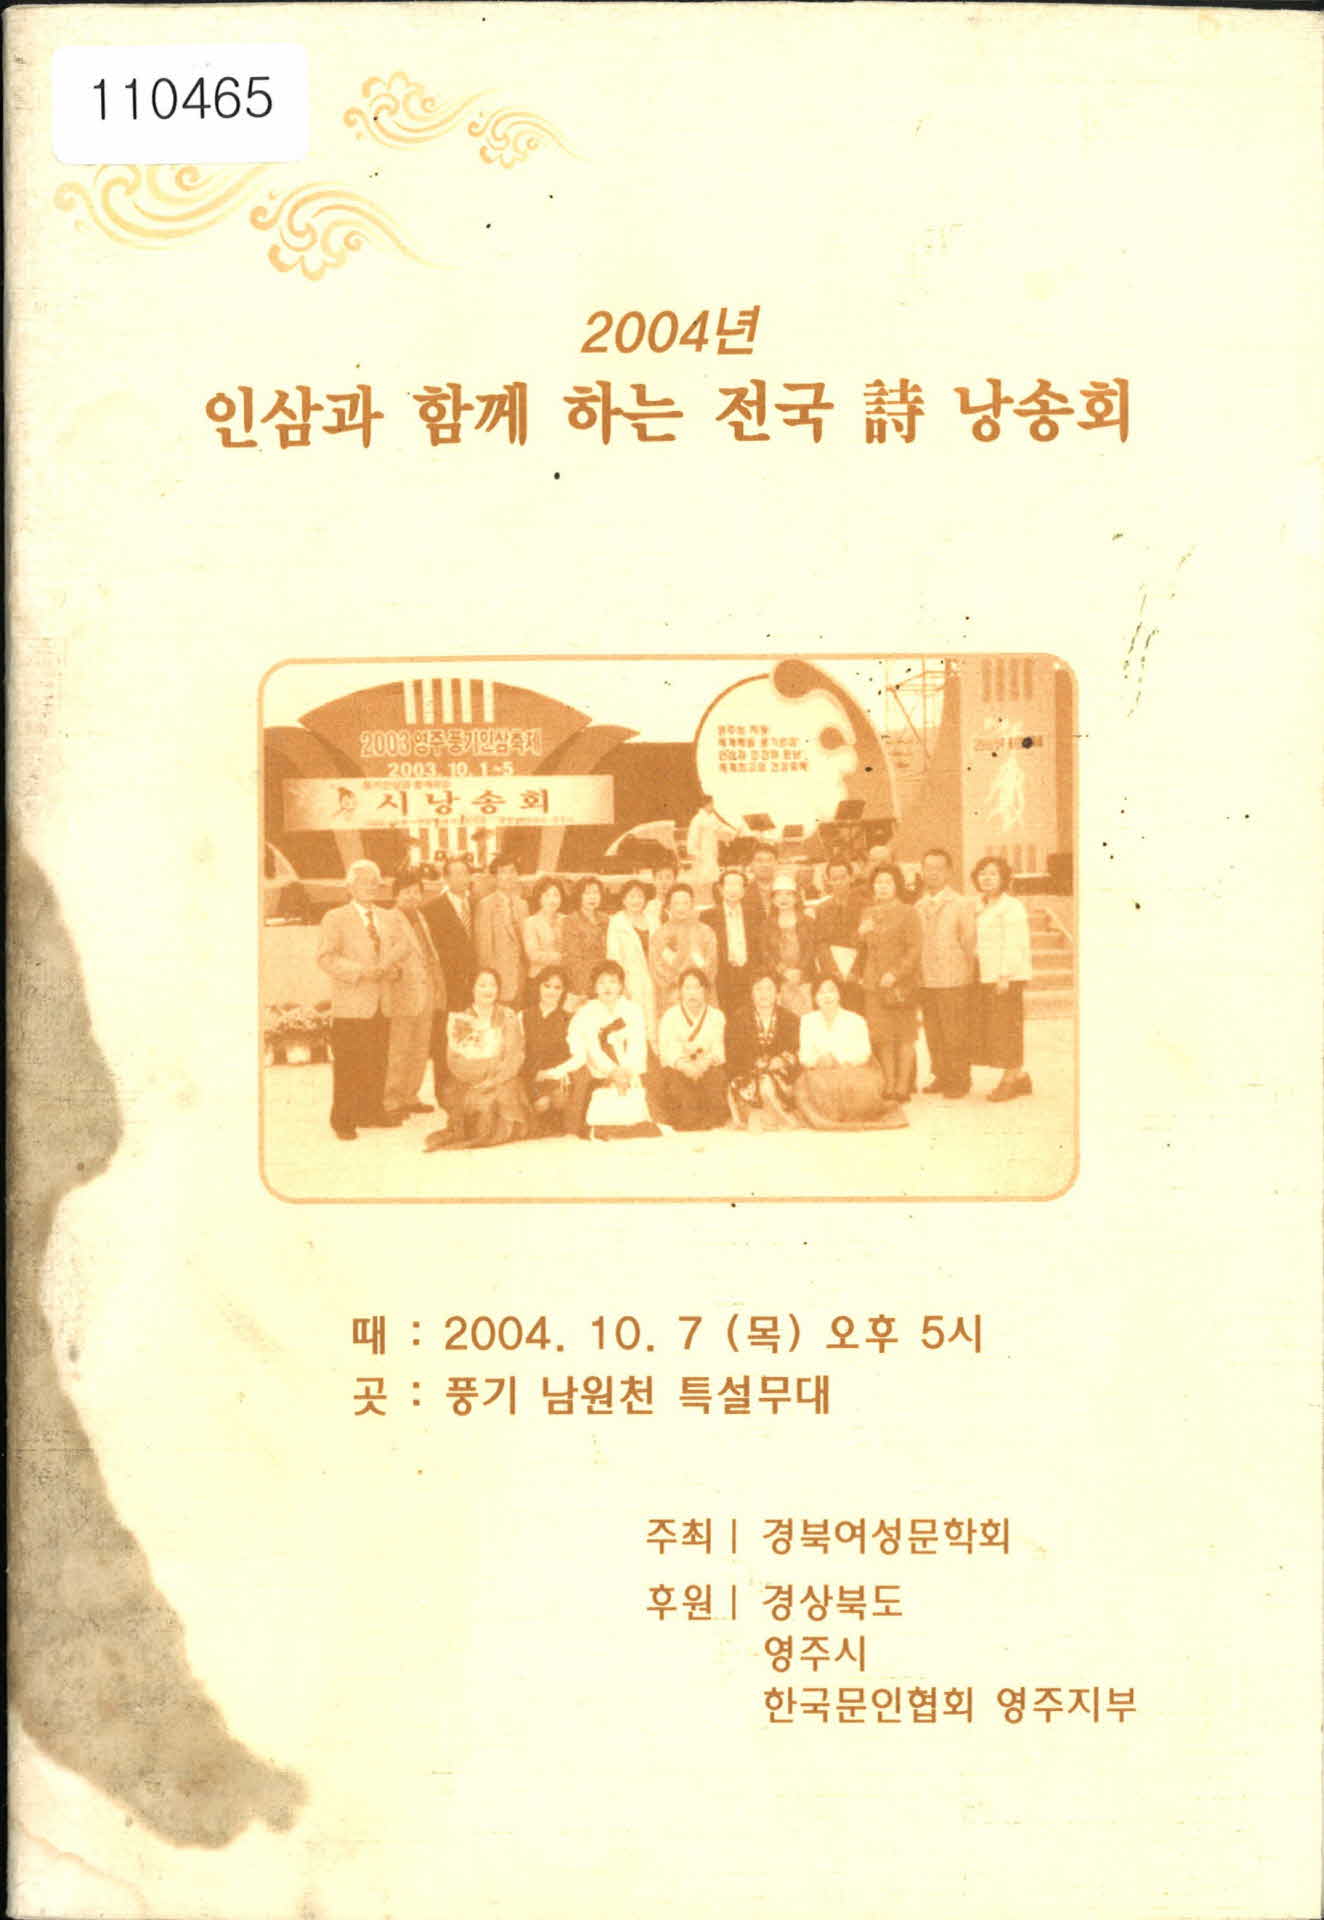 110465
2004년
인삼과 함께 하는 전국 詩 낭송회
2003 영주풍기인삼축제
2003. 10. 1~5
시낭송회
때 : 2004. 10. 7 (목) 오후 5시
곳 : 풍기 남원천 특설무대
주최 | 경북여성문학회
후원 | 경상북도
영주시
한국문인협회 영주지부